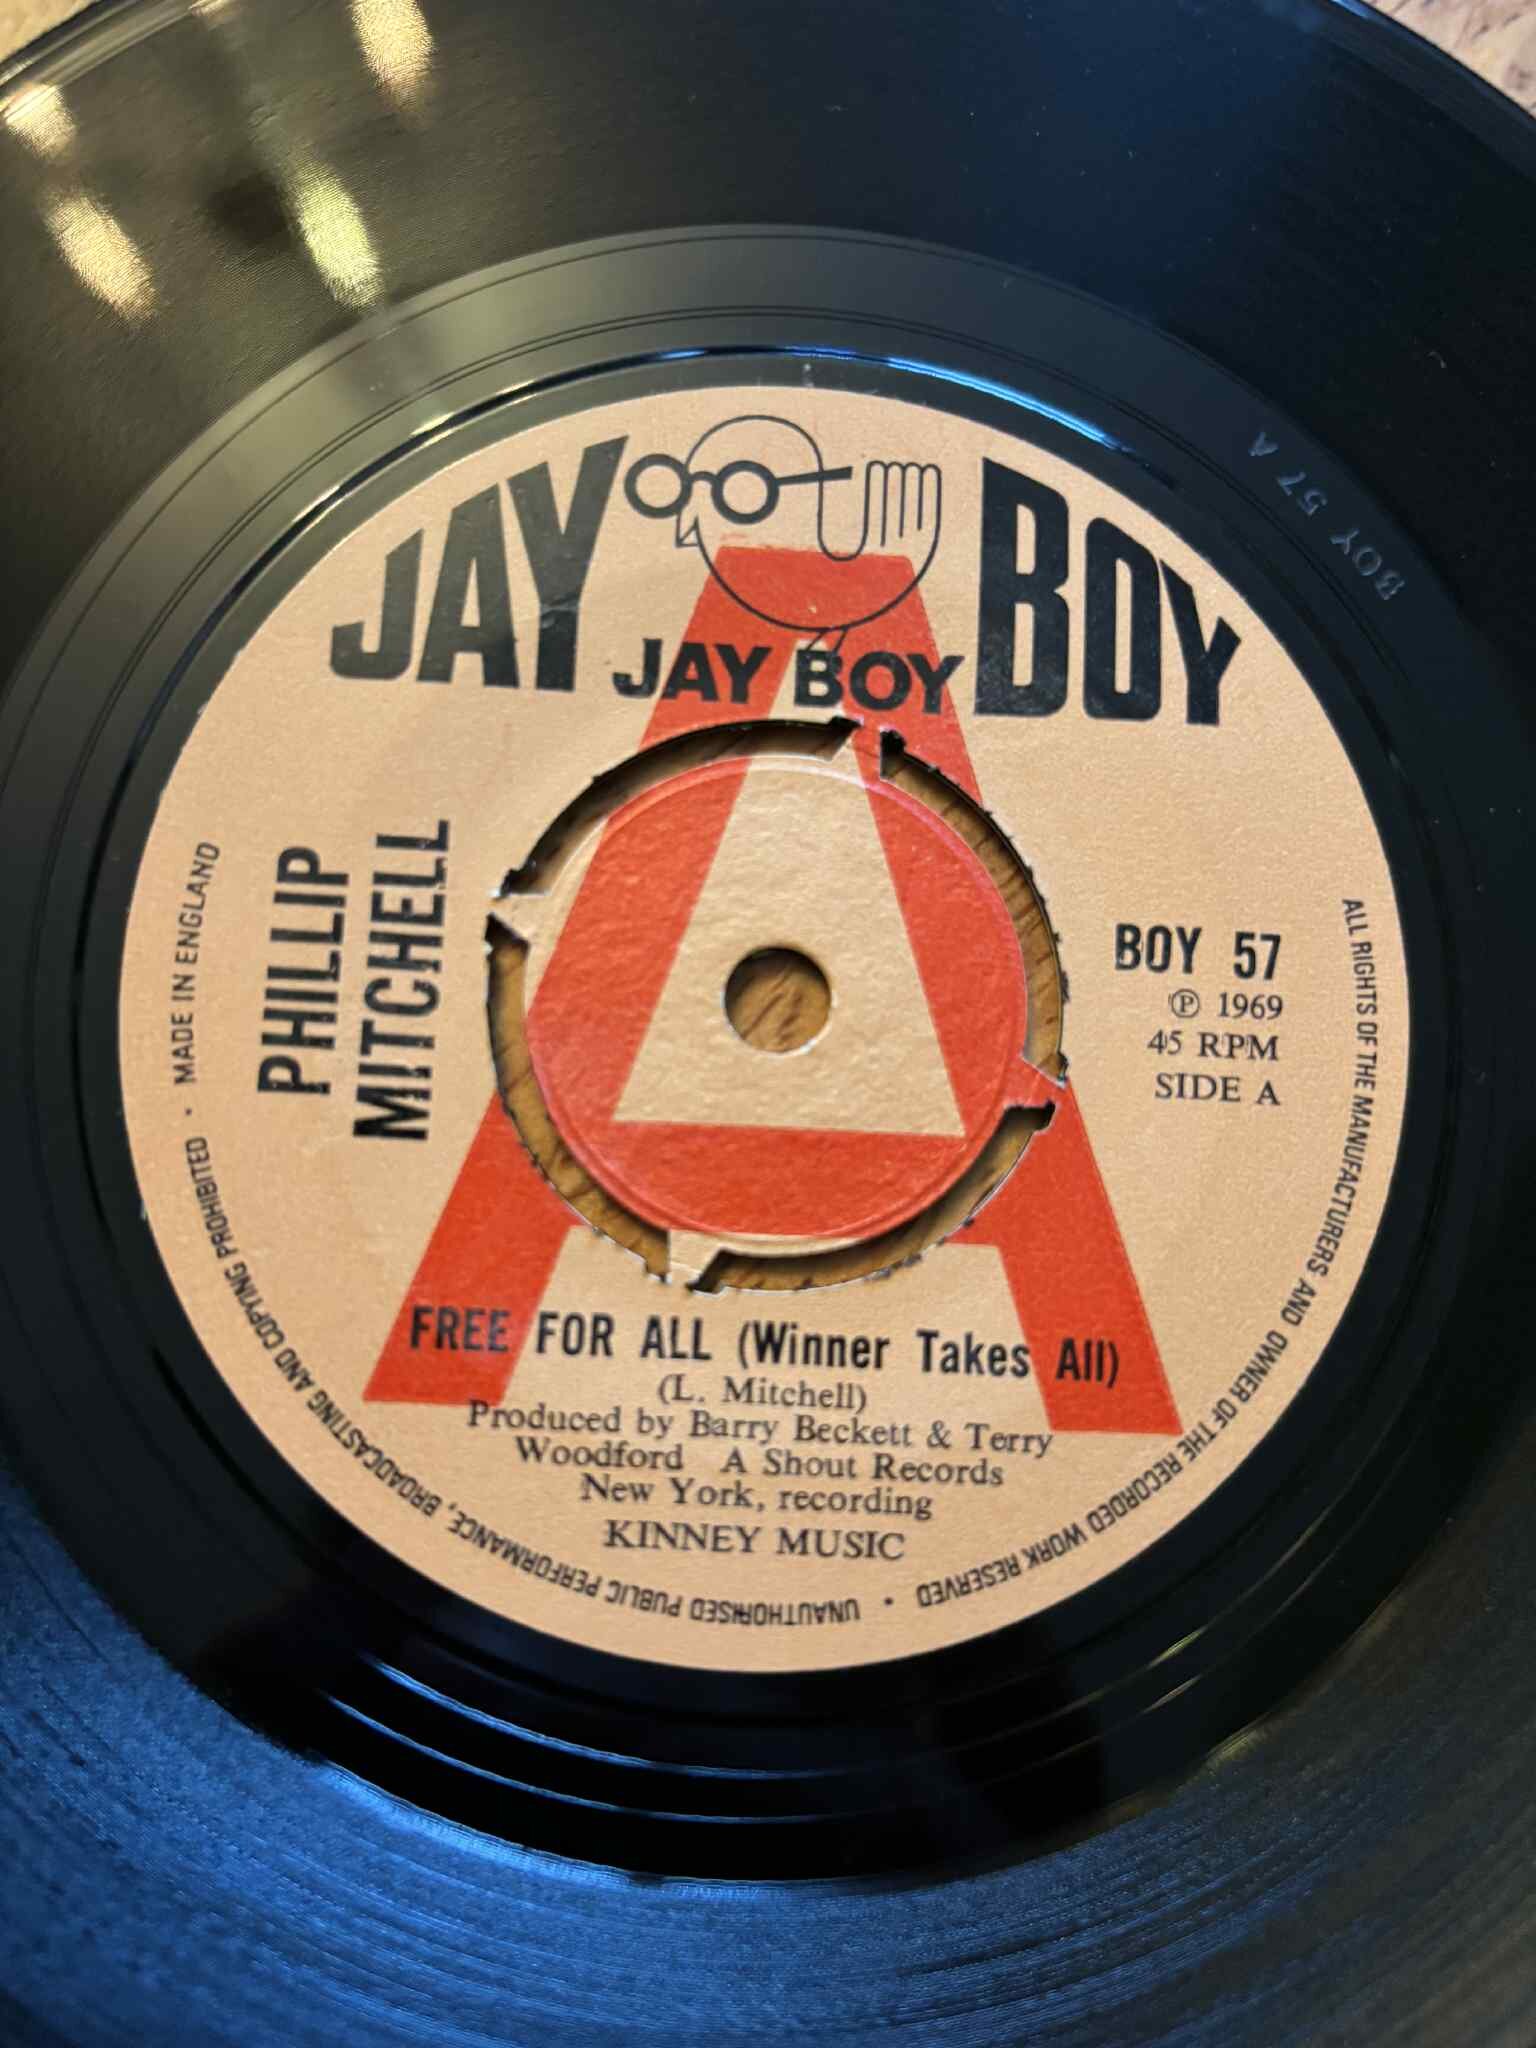 JAY BOY
JAY BOY
A
PHILLIP
MITCHELL
BOY 57
℗ 1969
45 RPM
SIDE A
FREE FOR ALL (Winner Takes All)
(L. Mitchell)
Produced by Barry Beckett & Terry
Woodford A Shout Records
New York, recording
KINNEY MUSIC
ALL RIGHTS OF THE MANUFACTURERS AND OWNER OF THE RECORDED WORK RESERVED • UNAUTHORISED PUBLIC PERFORMANCE, BROADCASTING AND COPYING PROHIBITED • MADE IN ENGLAND
BOY 57 A